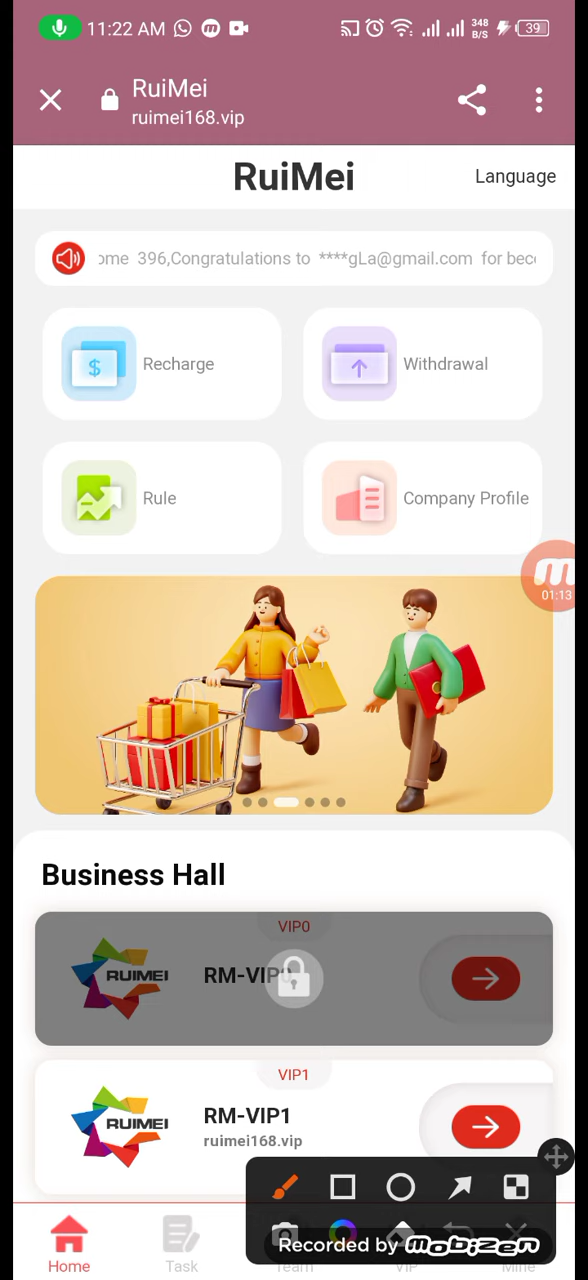 11:22 AM
348
B/S
39
RuiMei
ruimei168.vip
RuiMei
Language
ome 396,Congratulations to ****gLa@gmail.com for bec
Recharge
Withdrawal
Rule
Company Profile
01:13
Business Hall
VIP0
RUIMEI
RM-VIP0
VIP1
RUIMEI
RM-VIP1
ruimei168.vip
Recorded by mobizen
Home
Task
Team
VIP
Mine